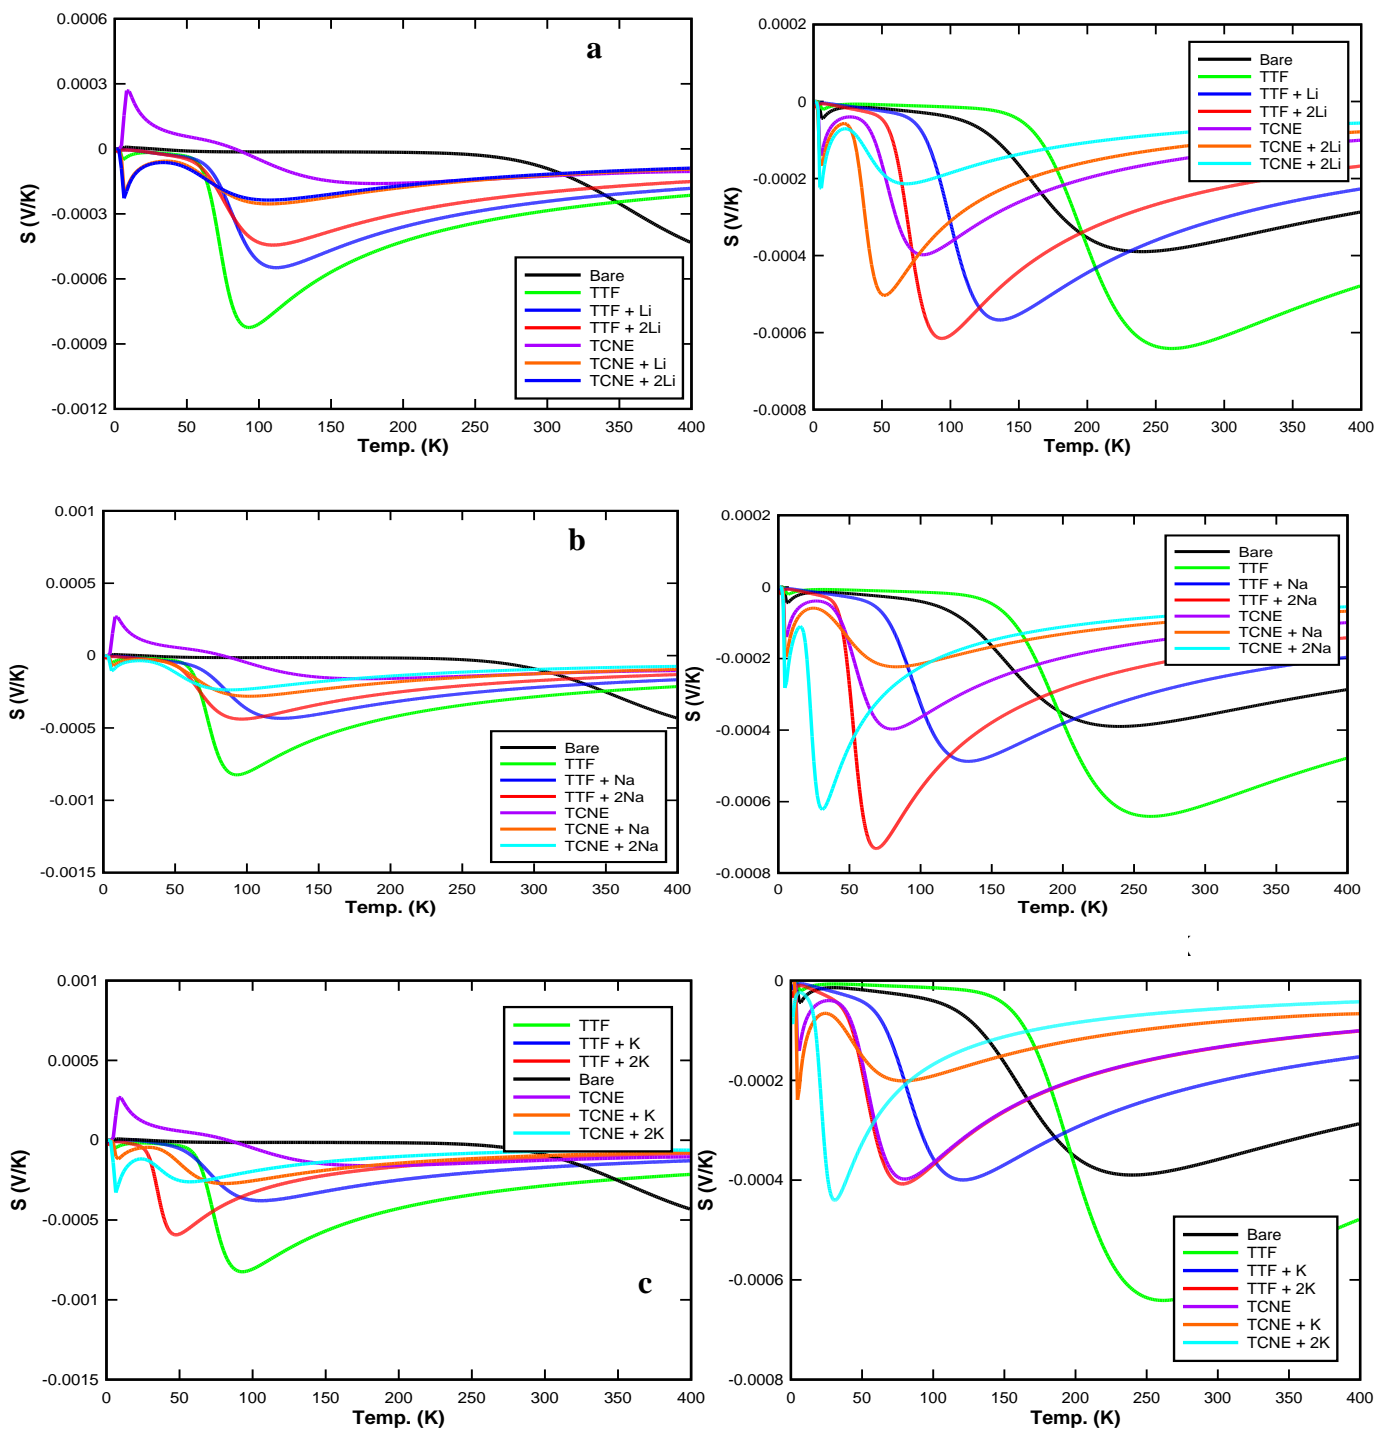 a
S (V/K)
0.0006
0.0003
0
-0.0003
-0.0006
-0.0009
-0.0012
Bare
TTF
TTF + Li
TTF + 2Li
TCNE
TCNE + Li
TCNE + 2Li
0 50 100 150 200 250 300 350 400
Temp. (K)
S (V/K)
0.0002
0
-0.0002
-0.0004
-0.0006
-0.0008
Bare
TTF
TTF + Li
TTF + 2Li
TCNE
TCNE + 2Li
TCNE + 2Li
0 50 100 150 200 250 300 350 400
Temp. (K)
b
S (V/K)
0.001
0.0005
0
-0.0005
-0.001
-0.0015
Bare
TTF
TTF + Na
TTF + 2Na
TCNE
TCNE + Na
TCNE + 2Na
0 50 100 150 200 250 300 350 400
Temp. (K)
S (V/K)
0.0002
0
-0.0002
-0.0004
-0.0006
-0.0008
Bare
TTF
TTF + Na
TTF + 2Na
TCNE
TCNE + Na
TCNE + 2Na
0 50 100 150 200 250 300 350 400
Temp. (K)
c
S (V/K)
0.001
0.0005
0
-0.0005
-0.001
-0.0015
TTF
TTF + K
TTF + 2K
Bare
TCNE
TCNE + K
TCNE + 2K
0 50 100 150 200 250 300 350 400
Temp. (K)
S (V/K)
0
-0.0002
-0.0004
-0.0006
-0.0008
Bare
TTF
TTF + K
TTF + 2K
TCNE
TCNE + K
TCNE + 2K
0 50 100 150 200 250 300 350 400
Temp. (K)